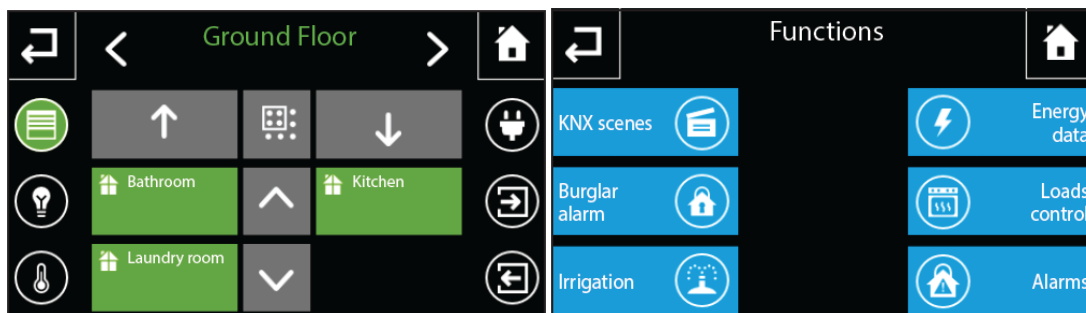 Ground Floor
Bathroom
Kitchen
Laundry room
Functions
KNX scenes
Energy
data
Burglar
alarm
Loads
control
Irrigation
Alarms